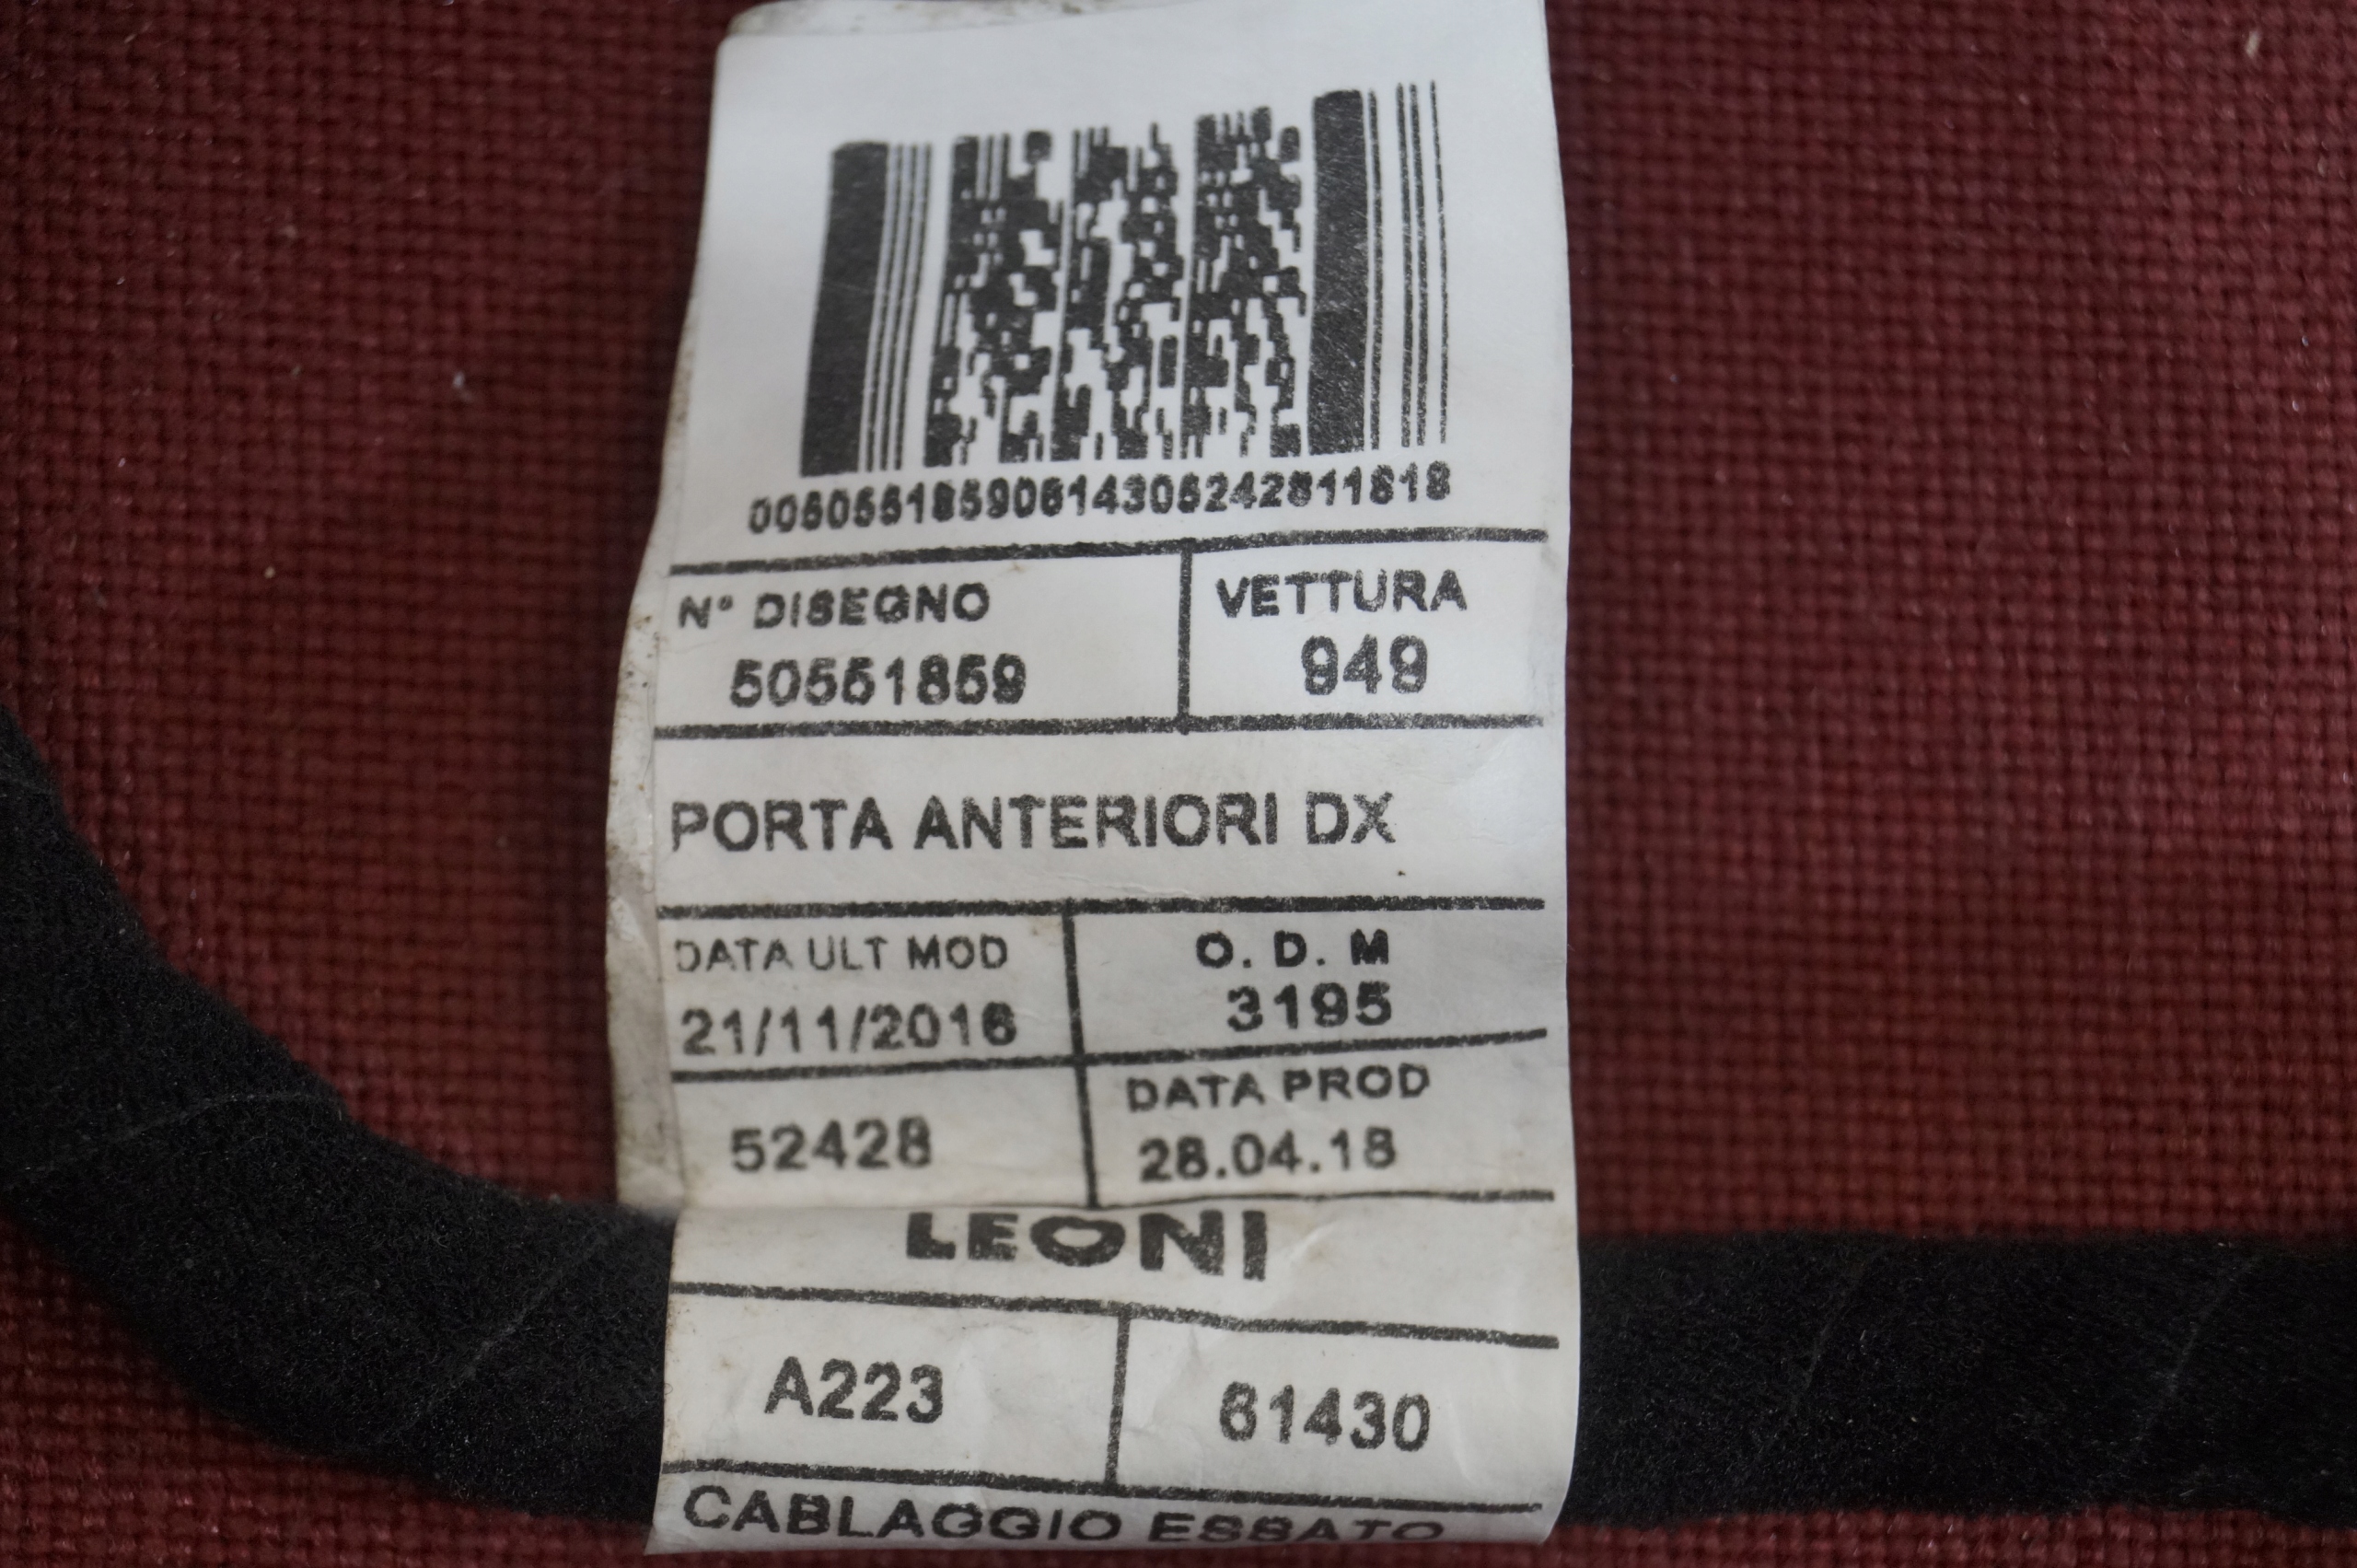 00505518590614305242811818
N° DISEGNO
50551859
VETTURA
949
PORTA ANTERIORI DX
DATA ULT MOD
21/11/2016
O. D. M
3195
52428
DATA PROD
28.04.18
LEONI
A223
61430
CABLAGGIO ESSATO